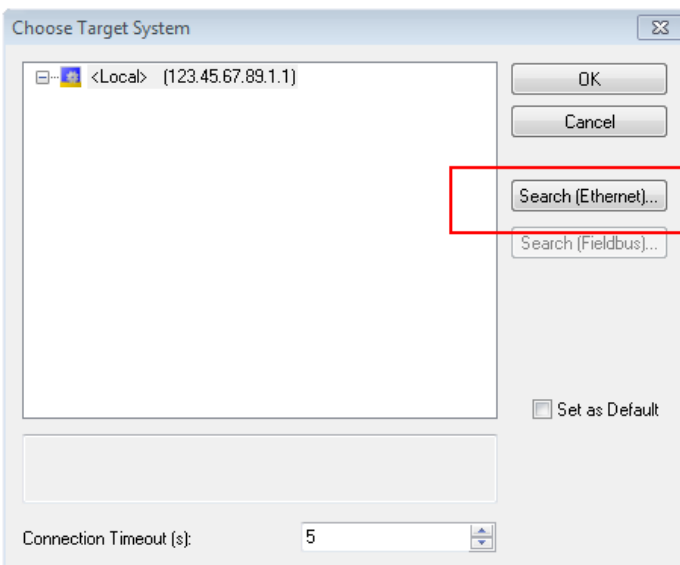 Choose Target System
<Local> (123.45.67.89.1.1)
OK
Cancel
Search (Ethernet)...
Search (Fieldbus)...
Set as Default
Connection Timeout (s): 5